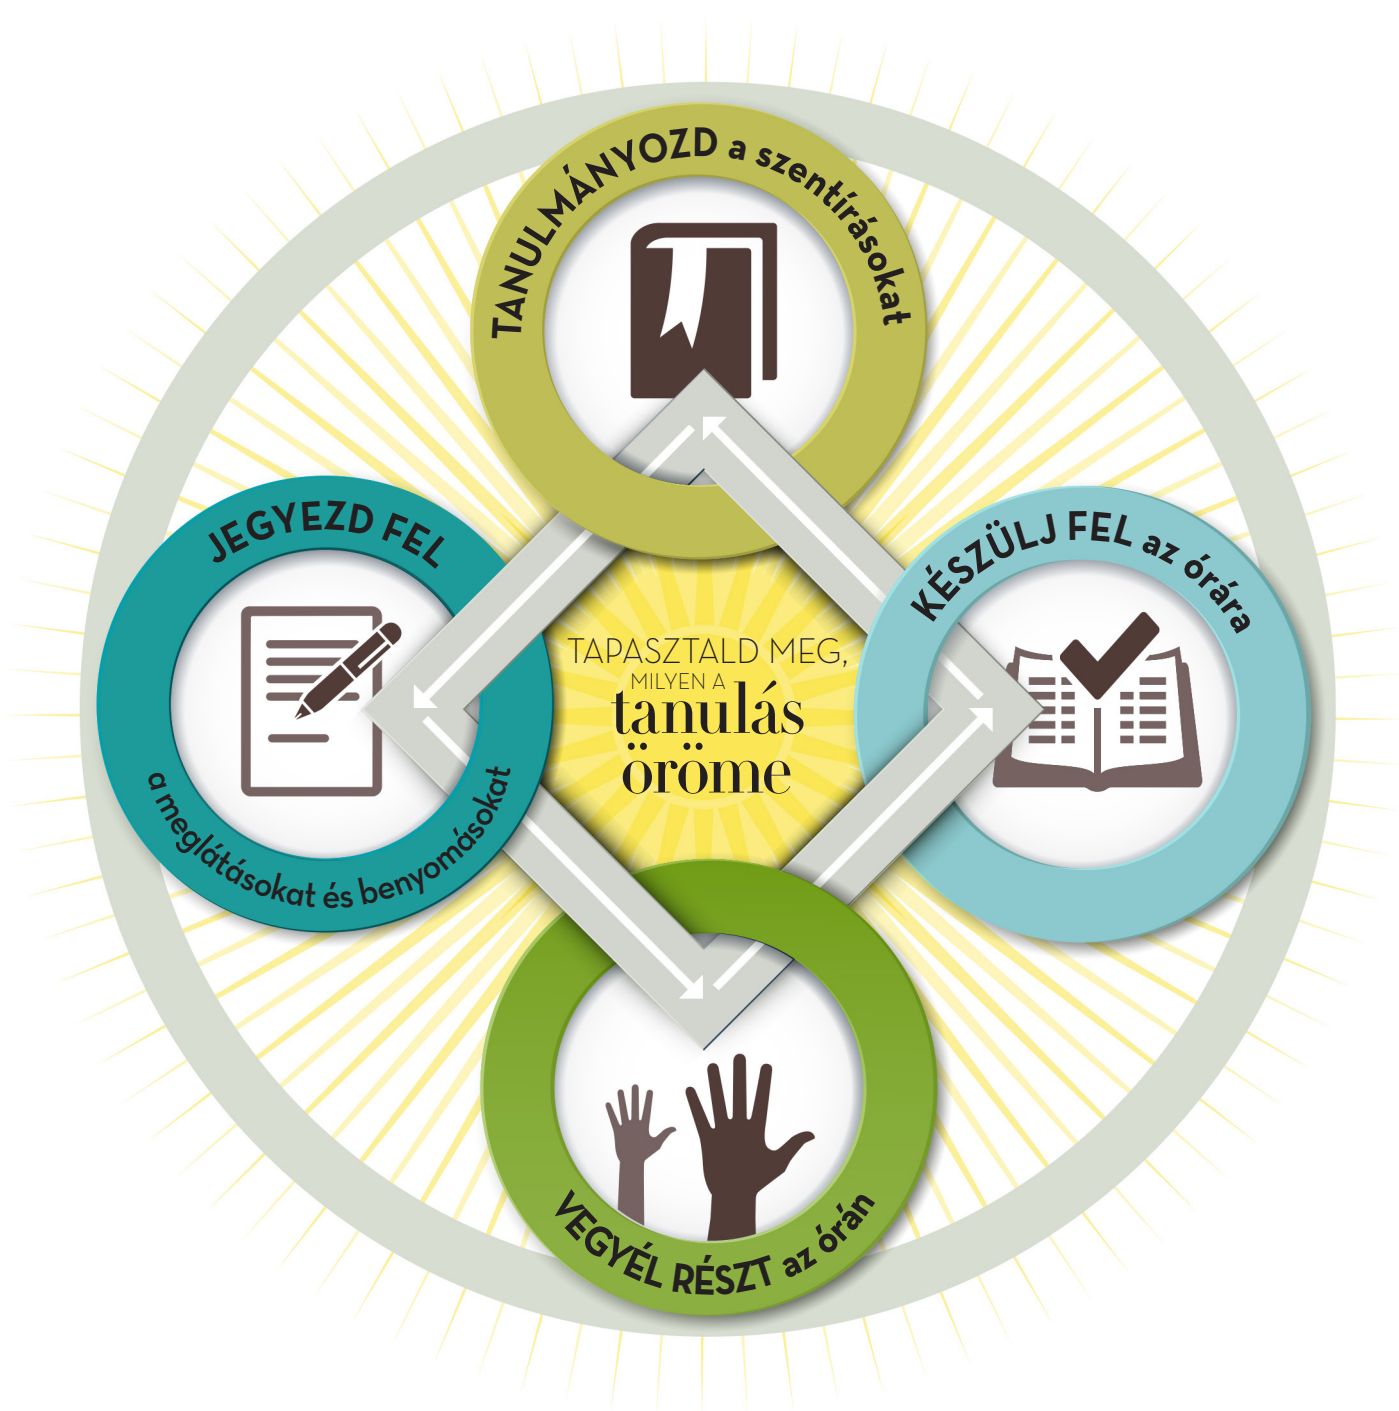 TANULMÁNYOZD a szentírásokat
JEGYEZD FEL
a meglátásokat és benyomásokat
KÉSZÜLJ FEL az órára
TAPASZTALD MEG,
MILYEN A
tanulás
öröme
VEGYÉL RÉSZT az órán